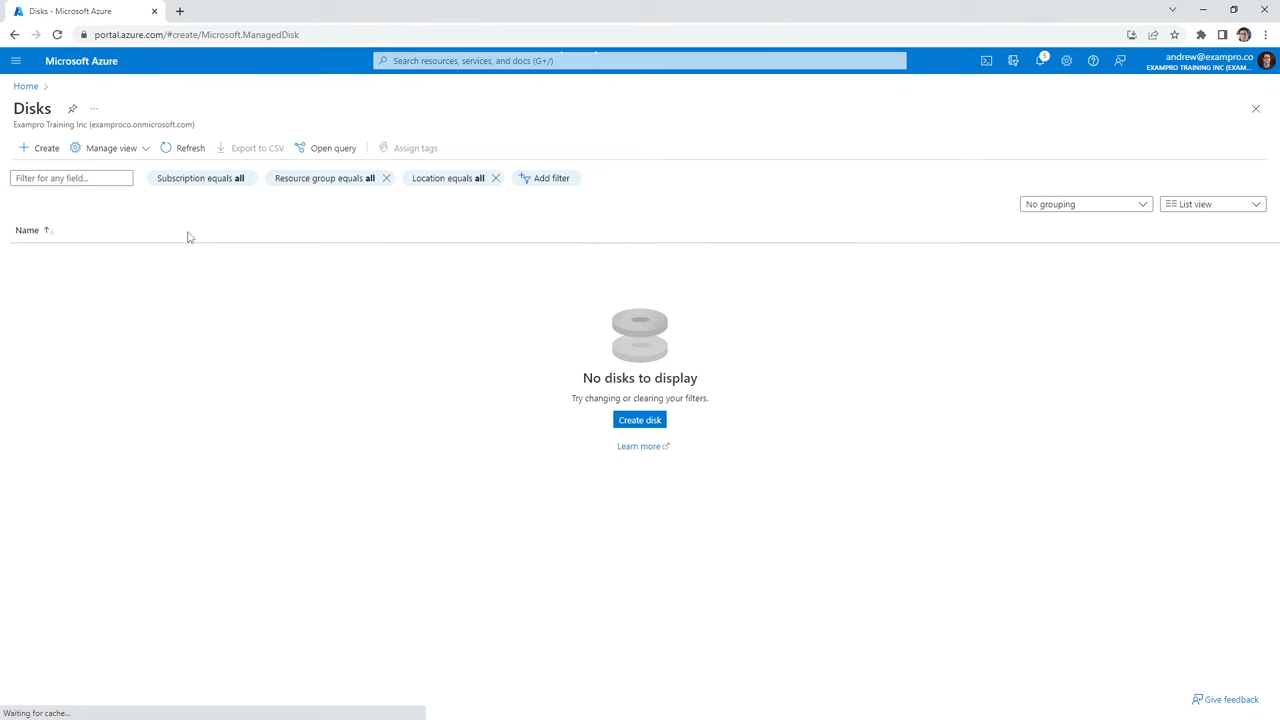 Disks - Microsoft Azure
portal.azure.com/#create/Microsoft.ManagedDisk
Microsoft Azure
Search resources, services, and docs (G+/)
5
andrew@exampro.co
EXAMPRO TRAINING INC (EXAM...
Home
Disks
Exampro Training Inc (examproco.onmicrosoft.com)
Create
Manage view
Refresh
Export to CSV
Open query
Assign tags
Filter for any field...
Subscription equals all
Resource group equals all
Location equals all
Add filter
No grouping
List view
Name
No disks to display
Try changing or clearing your filters.
Create disk
Learn more
Give feedback
Waiting for cache...